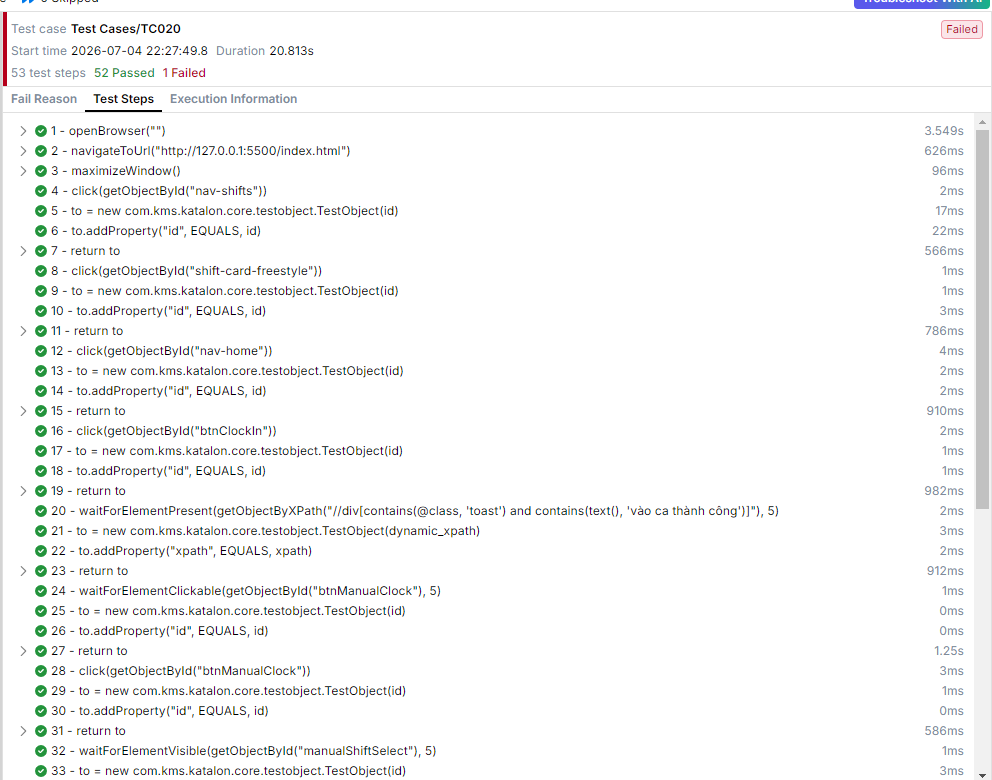 0 Skipped
Troubleshoot with AI
Test case Test Cases/TC020
Failed
Start time 2026-07-04 22:27:49.8 Duration 20.813s
53 test steps 52 Passed 1 Failed
Fail Reason Test Steps Execution Information
1 - openBrowser("") 3.549s
2 - navigateToUrl("http://127.0.0.1:5500/index.html") 626ms
3 - maximizeWindow() 96ms
4 - click(getObjectById("nav-shifts")) 2ms
5 - to = new com.kms.katalon.core.testobject.TestObject(id) 17ms
6 - to.addProperty("id", EQUALS, id) 22ms
7 - return to 566ms
8 - click(getObjectById("shift-card-freestyle")) 1ms
9 - to = new com.kms.katalon.core.testobject.TestObject(id) 1ms
10 - to.addProperty("id", EQUALS, id) 3ms
11 - return to 786ms
12 - click(getObjectById("nav-home")) 4ms
13 - to = new com.kms.katalon.core.testobject.TestObject(id) 2ms
14 - to.addProperty("id", EQUALS, id) 2ms
15 - return to 910ms
16 - click(getObjectById("btnClockIn")) 2ms
17 - to = new com.kms.katalon.core.testobject.TestObject(id) 1ms
18 - to.addProperty("id", EQUALS, id) 1ms
19 - return to 982ms
20 - waitForElementPresent(getObjectByXPath("//div[contains(@class, 'toast') and contains(text(), 'vào ca thành công')]"), 5) 2ms
21 - to = new com.kms.katalon.core.testobject.TestObject(dynamic_xpath) 3ms
22 - to.addProperty("xpath", EQUALS, xpath) 2ms
23 - return to 912ms
24 - waitForElementClickable(getObjectById("btnManualClock"), 5) 1ms
25 - to = new com.kms.katalon.core.testobject.TestObject(id) 0ms
26 - to.addProperty("id", EQUALS, id) 0ms
27 - return to 1.25s
28 - click(getObjectById("btnManualClock")) 3ms
29 - to = new com.kms.katalon.core.testobject.TestObject(id) 1ms
30 - to.addProperty("id", EQUALS, id) 0ms
31 - return to 586ms
32 - waitForElementVisible(getObjectById("manualShiftSelect"), 5) 1ms
33 - to = new com.kms.katalon.core.testobject.TestObject(id) 3ms